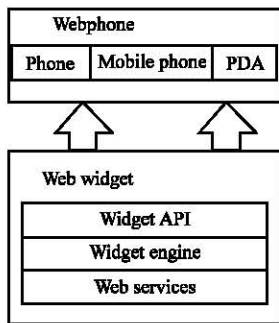 Webphone
Phone Mobile phone PDA
Web widget
Widget API
Widget engine
Web services